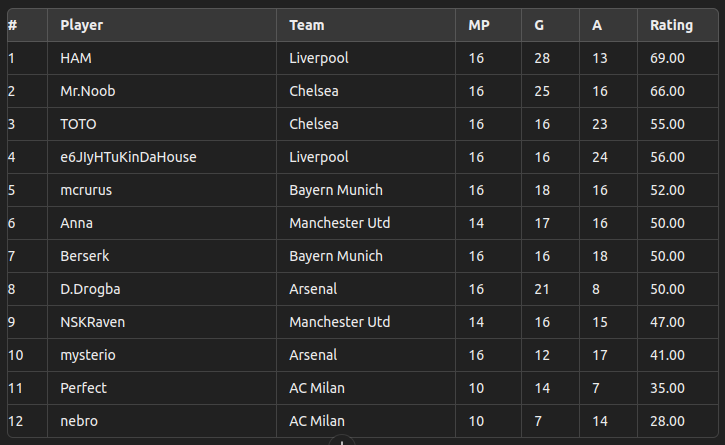 # Player Team MP G A Rating
1 HAM Liverpool 16 28 13 69.00
2 Mr.Noob Chelsea 16 25 16 66.00
3 TOTO Chelsea 16 16 23 55.00
4 e6JIyHTuKinDaHouse Liverpool 16 16 24 56.00
5 mcrurus Bayern Munich 16 18 16 52.00
6 Anna Manchester Utd 14 17 16 50.00
7 Berserk Bayern Munich 16 16 18 50.00
8 D.Drogba Arsenal 16 21 8 50.00
9 NSKRaven Manchester Utd 14 16 15 47.00
10 mysterio Arsenal 16 12 17 41.00
11 Perfect AC Milan 10 14 7 35.00
12 nebro AC Milan 10 7 14 28.00